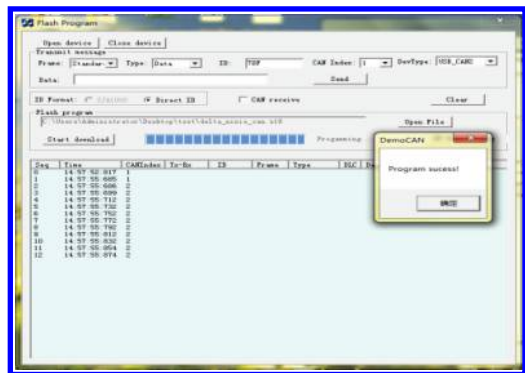 Flash Program
Open device Close device
Transmit message
Frame: Standar Type: Data ID: 70F CAN Index: 1 DevType: USB_CAN2
Data: Send
ID Format: Direct ID CAN receive Clear
Flash program
Open File
Start download Programming
DemoCAN
Program sucess!
确定
Seq Time CANIndex Tx-Rx ID Frame Type DLC
0 14:57:52.817 1
1 14:57:55.685 1
2 14:57:55.686 2
3 14:57:55.699 2
4 14:57:55.712 2
5 14:57:55.732 2
6 14:57:55.752 2
7 14:57:55.772 2
8 14:57:55.792 2
9 14:57:55.812 2
10 14:57:55.832 2
11 14:57:55.854 2
12 14:57:55.874 2